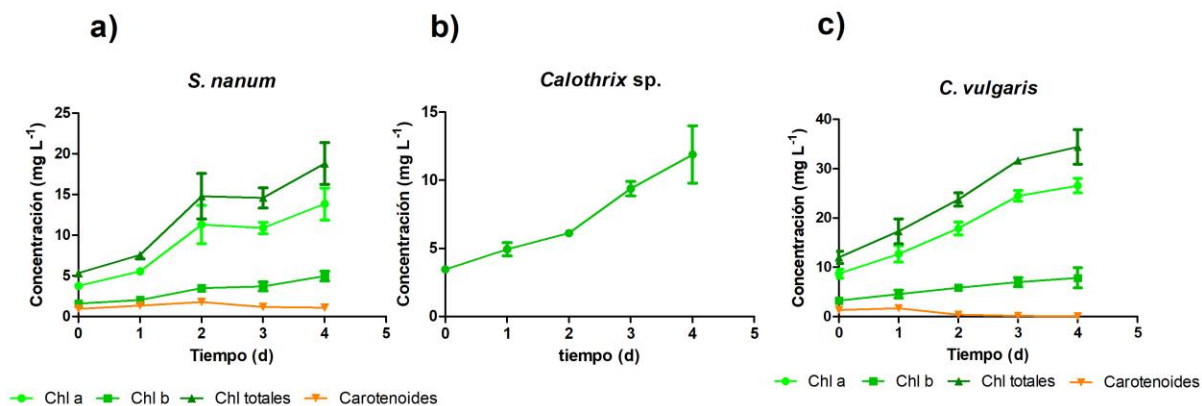 a)
S. nanum
Concentración (mg L⁻¹)
25
20
15
10
5
0
0 1 2 3 4 5
Tiempo (d)
Chl a Chl b Chl totales Carotenoides
b)
Calothrix sp.
Concentración (mg L⁻¹)
15
10
5
0
0 1 2 3 4 5
tiempo (d)
c)
C. vulgaris
Concentración (mg L⁻¹)
40
30
20
10
0
0 1 2 3 4 5
Tiempo (d)
Chl a Chl b Chl totales Carotenoides